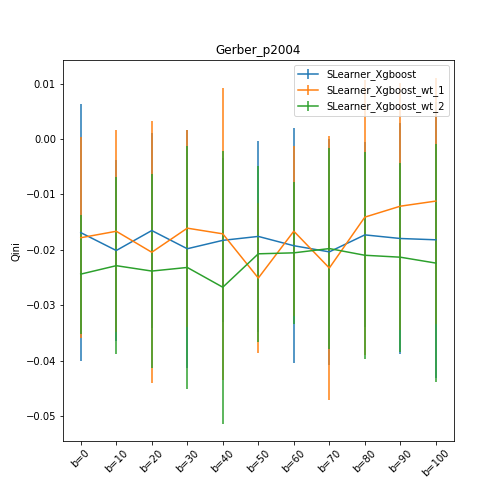 Gerber_p2004
SLearner_Xgboost
SLearner_Xgboost_wt_1
SLearner_Xgboost_wt_2
0.01
0.00
−0.01
−0.02
−0.03
−0.04
−0.05
Qini
b=0
b=10
b=20
b=30
b=40
b=50
b=60
b=70
b=80
b=90
b=100